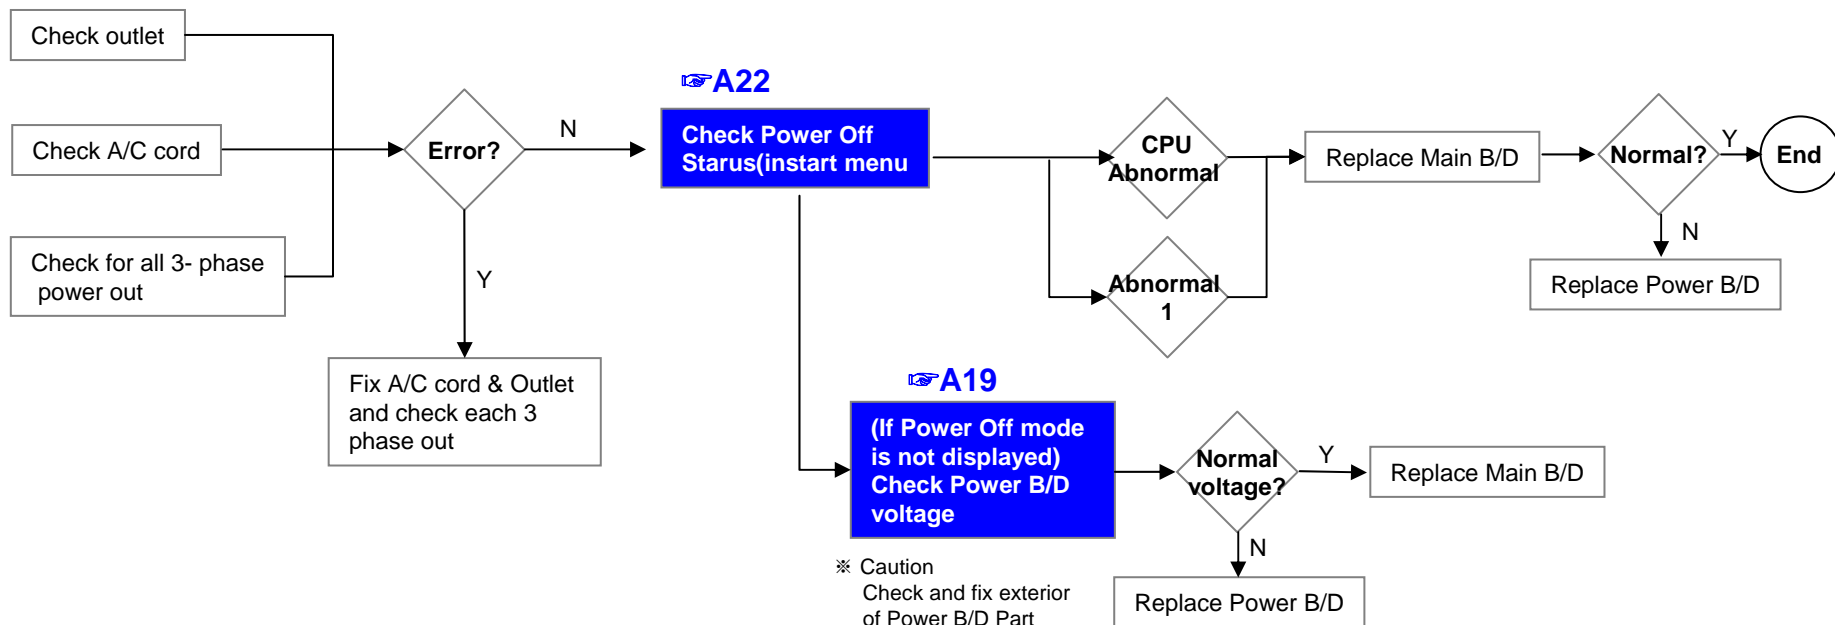 Check outlet
Check A/C cord
Check for all 3- phase
power out
Error?
N
Y
Fix A/C cord & Outlet
and check each 3
phase out
☞A22
Check Power Off
Starus(instart menu
CPU
Abnormal
Abnormal
1
Replace Main B/D
Normal?
Y
End
N
Replace Power B/D
☞A19
(If Power Off mode
is not displayed)
Check Power B/D
voltage
※ Caution
Check and fix exterior
of Power B/D Part
Normal
voltage?
Y
Replace Main B/D
N
Replace Power B/D